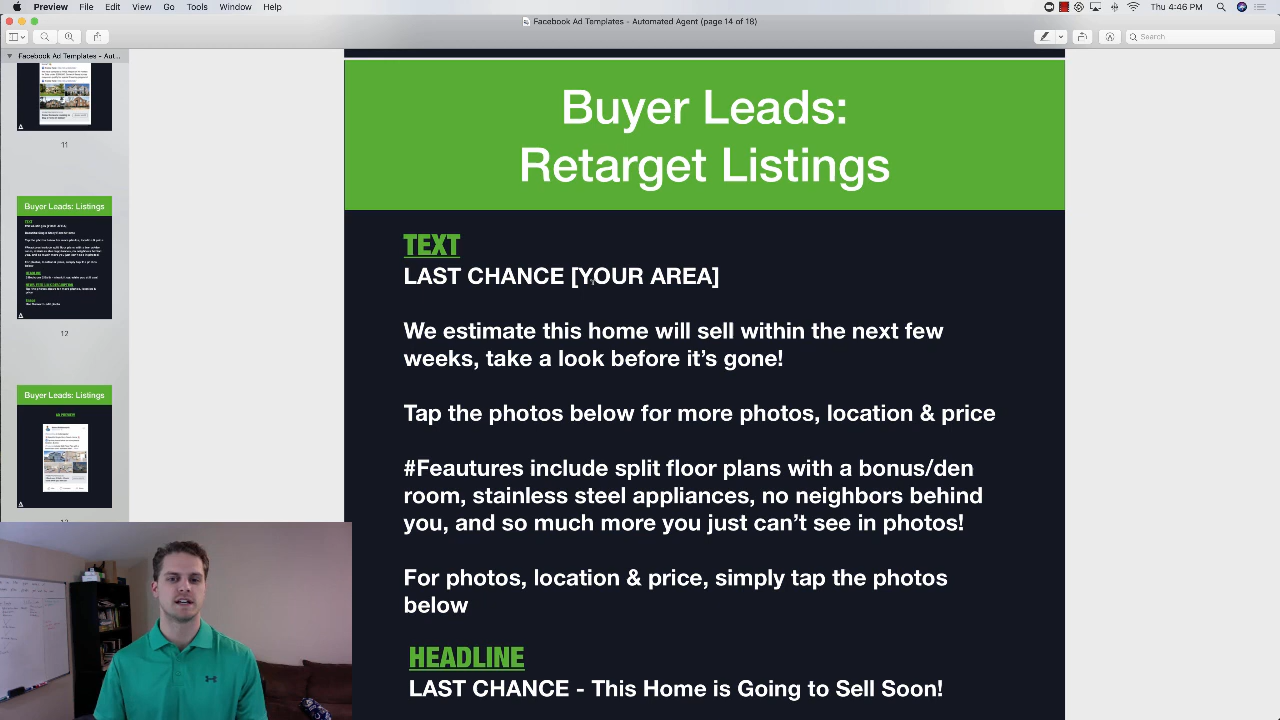 Preview File Edit View Go Tools Window Help
Thu 4:46 PM
Facebook Ad Templates - Automated Agent (page 14 of 18)
Search
Facebook Ad Templates - Aut...
11
Buyer Leads: Listings
TEXT
HEADLINE
12
Buyer Leads: Listings
Buyer Leads:
Retarget Listings
TEXT
LAST CHANCE [YOUR AREA]
We estimate this home will sell within the next few
weeks, take a look before it's gone!
Tap the photos below for more photos, location & price
#Feautures include split floor plans with a bonus/den
room, stainless steel appliances, no neighbors behind
you, and so much more you just can't see in photos!
For photos, location & price, simply tap the photos
below
HEADLINE
LAST CHANCE - This Home is Going to Sell Soon!